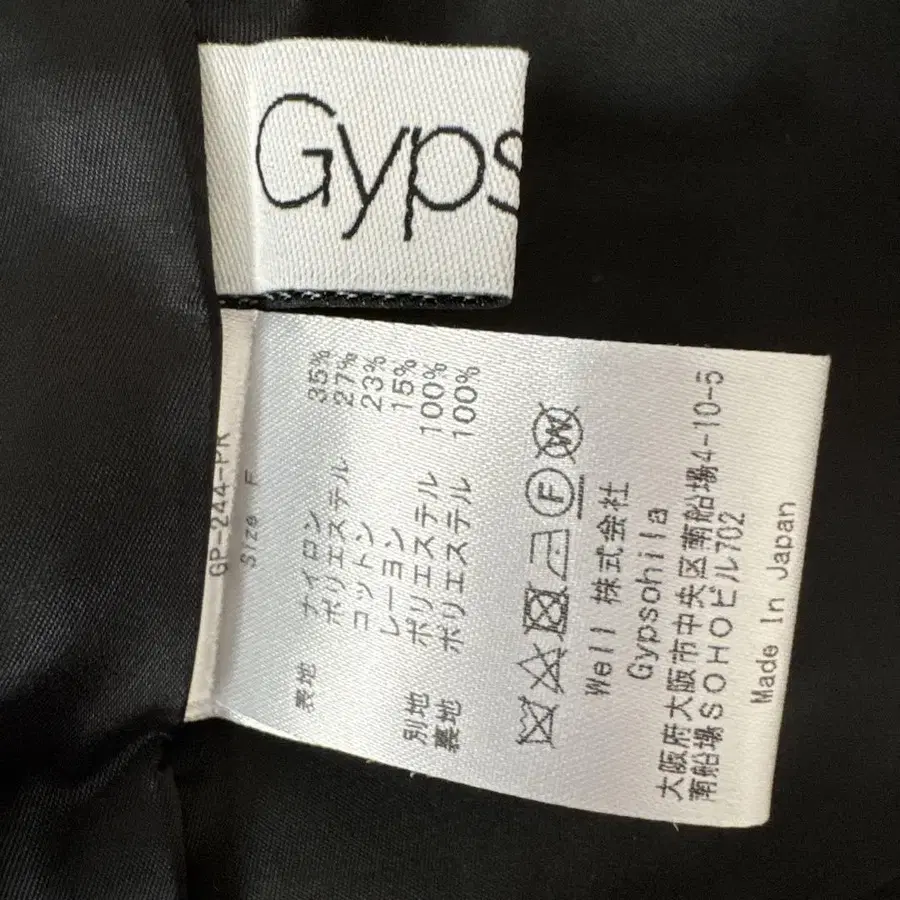 Gyps
GP-244-PR
Size F
表地 ナイロン 35%
ポリエステル 27%
コットン 23%
レーヨン 15%
別地 ポリエステル 100%
裏地 ポリエステル 100%
F W
Well 株式会社
Gypsohila
大阪府大阪市中央区南船場4-10-5
南船場SOHOビル702
Made In Japan